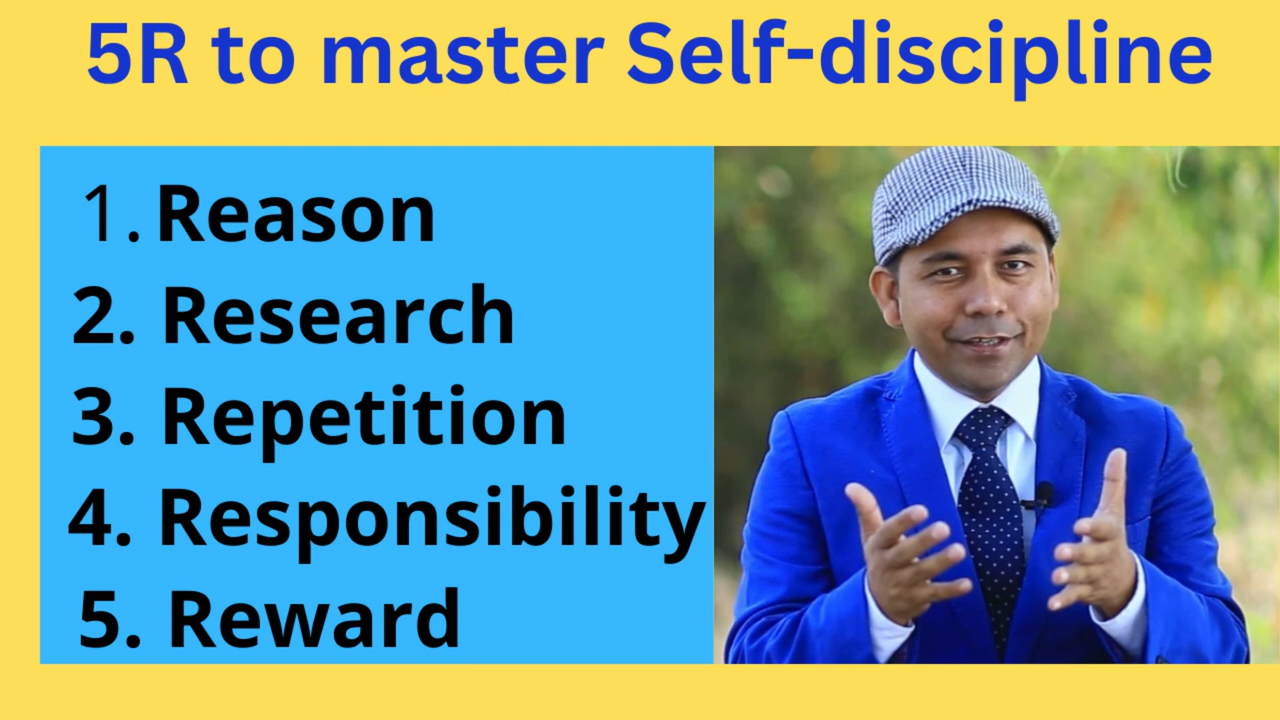 5R to master Self-discipline
1. Reason
2. Research
3. Repetition
4. Responsibility
5. Reward